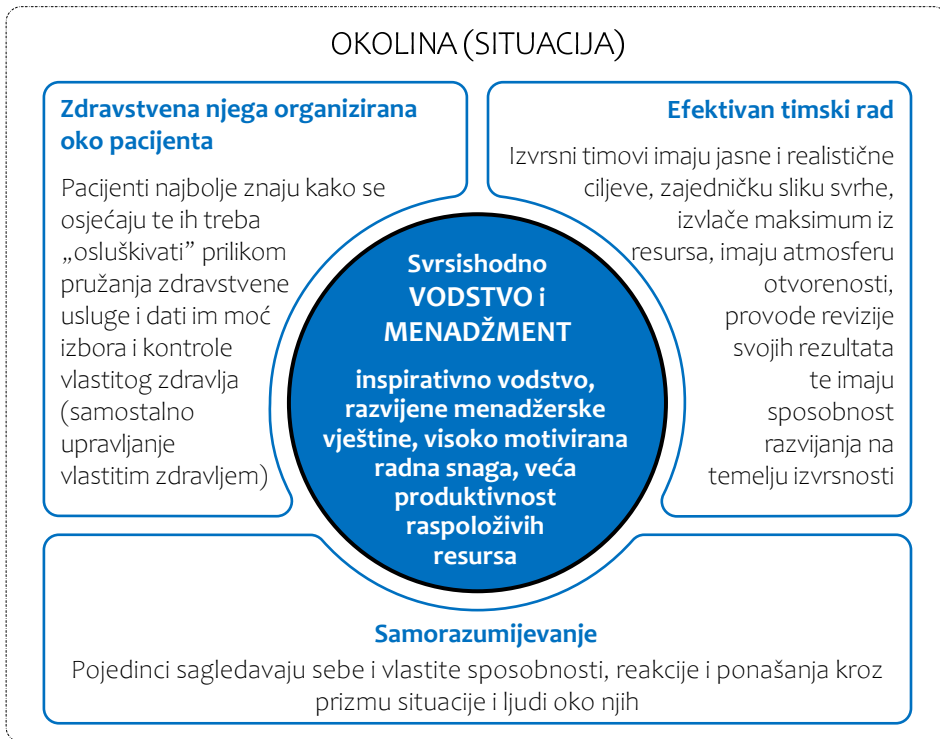 OKOLINA (SITUACIJA)
Zdravstvena njega organizirana
oko pacijenta
Pacijenti najbolje znaju kako se
osjećaju te ih treba
„osluškivati” prilikom
pružanja zdravstvene
usluge i dati im moć
izbora i kontrole
vlastitog zdravlja
(samostalno
upravljanje
vlastitim zdravljem)
Efektivan timski rad
Izvrsni timovi imaju jasne i realistične
ciljeve, zajedničku sliku svrhe,
izvlače maksimum iz
resursa, imaju atmosferu
otvorenosti,
provode revizije
svojih rezultata
te imaju
sposobnost
razvijanja na
temelju izvrsnosti
Svrsishodno
VODSTVO i
MENADŽMENT
inspirativno vodstvo,
razvijene menadžerske
vještine, visoko motivirana
radna snaga, veća
produktivnost
raspoloživih
resursa
Samorazumijevanje
Pojedinci sagledavaju sebe i vlastite sposobnosti, reakcije i ponašanja kroz
prizmu situacije i ljudi oko njih